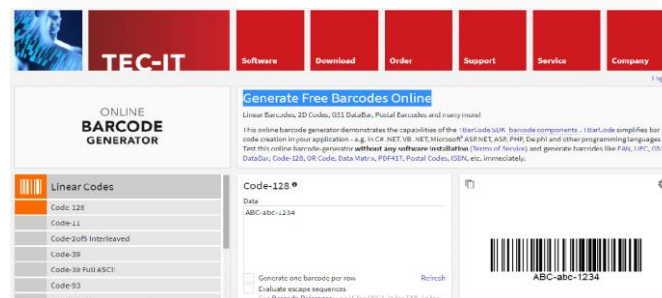 TEC-IT
Software Download Order Support Service Company
ONLINE
BARCODE
GENERATOR
Generate Free Barcodes Online
Linear Barcodes, 2D Codes, GS1 DataBar, Postal Barcodes and many more!
This online barcode generator demonstrates the capabilities of the TBarCode SDK barcode components. TBarCode simplifies bar
code creation in your application - e.g. in C# .NET, VB .NET, Microsoft® ASP.NET, ASP, PHP, Delphi and other programming languages.
Test this online barcode-generator without any software installation (Terms of Service) and generate barcodes like EAN, UPC, GS1
DataBar, Code-128, QR Code, Data Matrix, PDF417, Postal Codes, ISBN, etc. immediately.
Linear Codes
Code-128
Code-11
Code-2of5 Interleaved
Code-39
Code-39 Full ASCII
Code-93
Code-128
Data
ABC-abc-1234
Generate one barcode per row. Refresh
Evaluate escape sequences
ABC-abc-1234